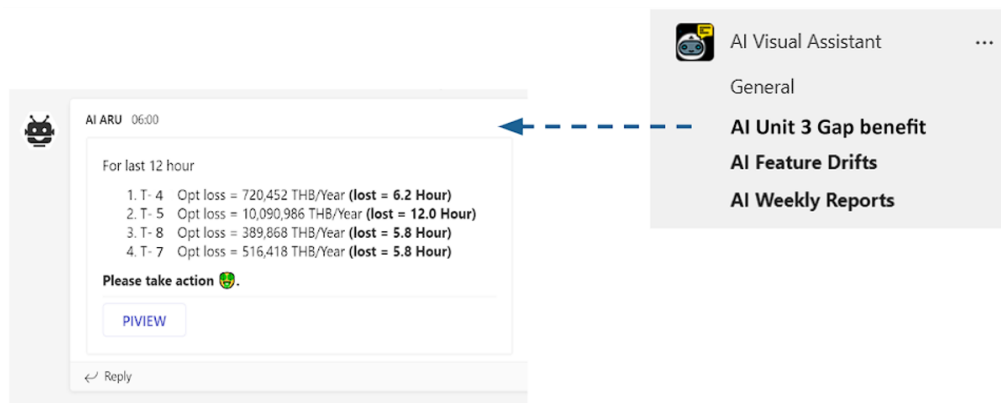 AI Visual Assistant ...
General
AI Unit 3 Gap benefit
AI Feature Drifts
AI Weekly Reports
AI ARU 06:00
For last 12 hour
1. T- 4 Opt loss = 720,452 THB/Year (lost = 6.2 Hour)
2. T- 5 Opt loss = 10,090,986 THB/Year (lost = 12.0 Hour)
3. T- 8 Opt loss = 389,868 THB/Year (lost = 5.8 Hour)
4. T- 7 Opt loss = 516,418 THB/Year (lost = 5.8 Hour)
Please take action 🤑.
PIVIEW
Reply